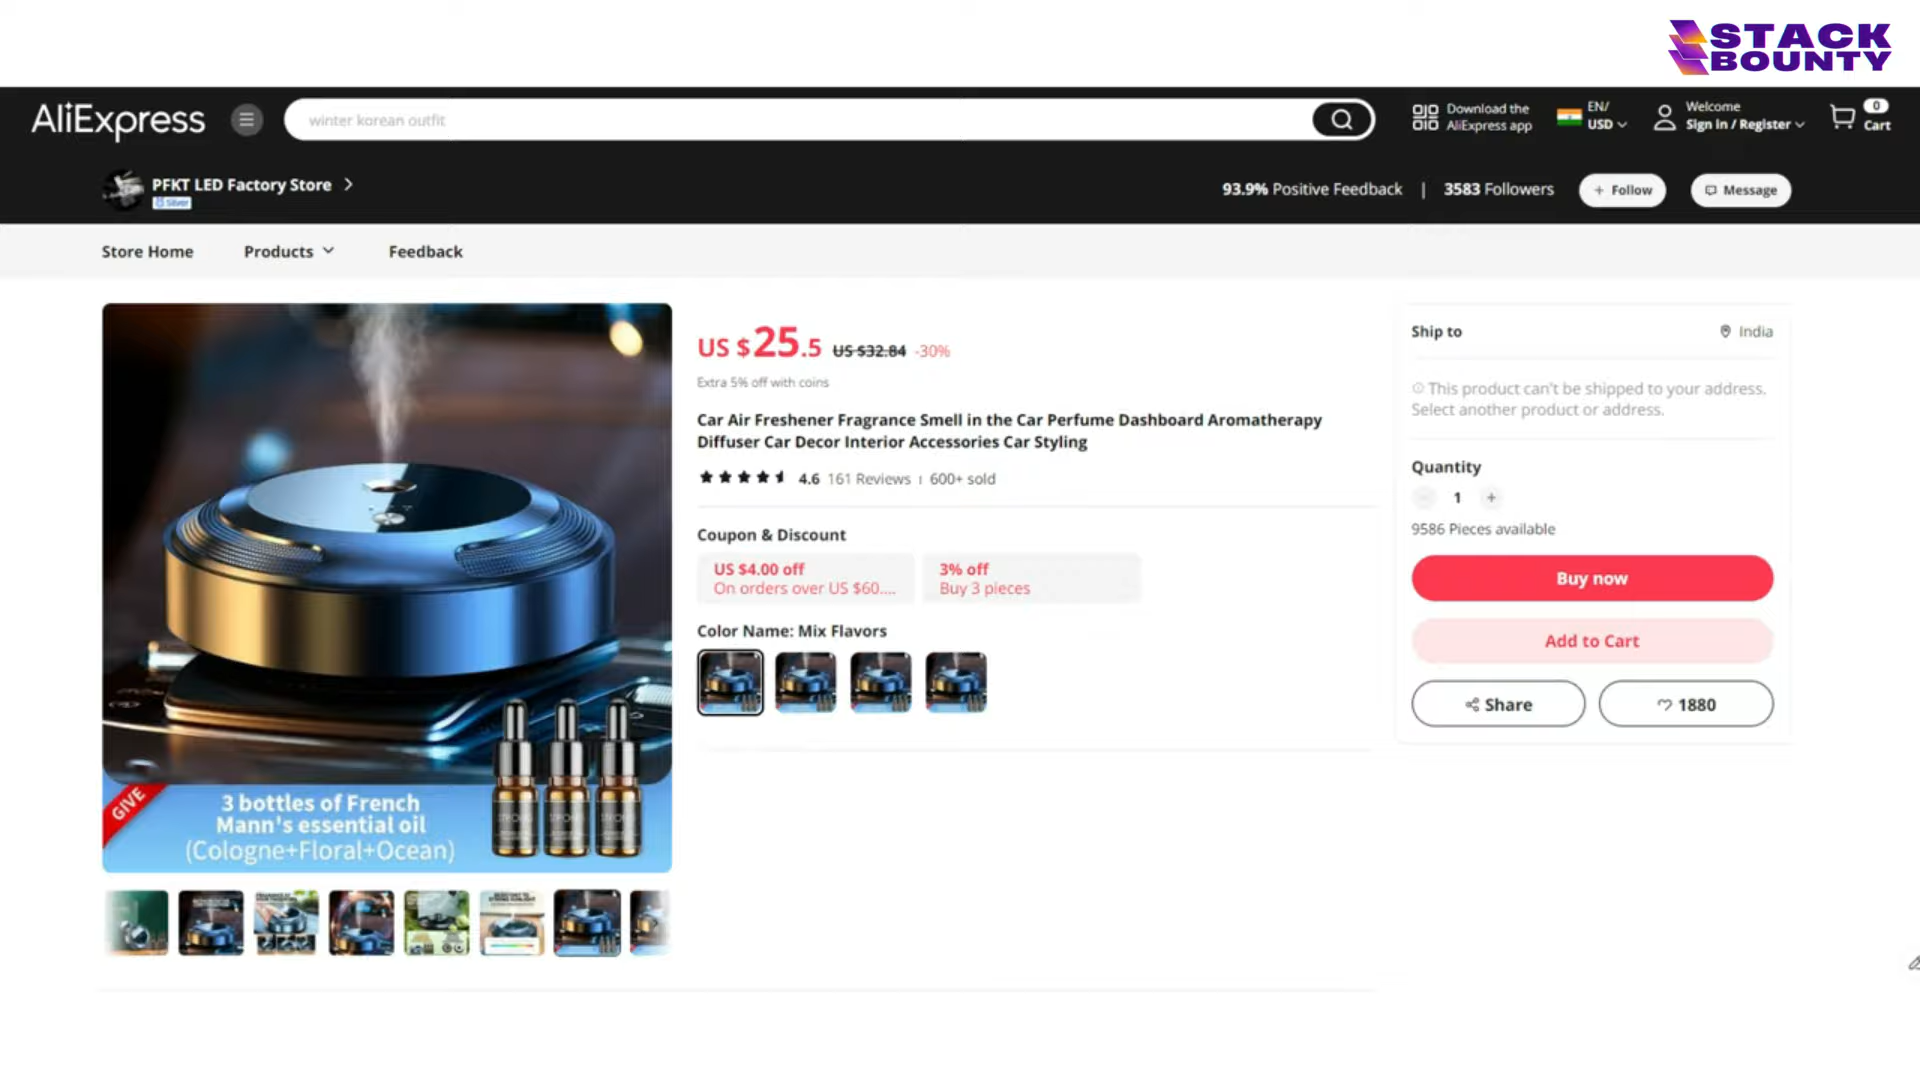 STACK
BOUNTY
AliExpress
winter korean outfit
Download the
AliExpress app
EN/
USD
Welcome
Sign in / Register
0
Cart
PFKT LED Factory Store
Silver
93.9% Positive Feedback | 3583 Followers
+ Follow
Message
Store Home
Products
Feedback
US $25.5 US $32.84 -30%
Extra 5% off with coins
Car Air Freshener Fragrance Smell in the Car Perfume Dashboard Aromatherapy
Diffuser Car Decor Interior Accessories Car Styling
4.6 161 Reviews | 600+ sold
Coupon & Discount
US $4.00 off
On orders over US $60....
3% off
Buy 3 pieces
Color Name: Mix Flavors
GIVE
3 bottles of French
Mann's essential oil
(Cologne+Floral+Ocean)
Ship to
India
This product can't be shipped to your address.
Select another product or address.
Quantity
- 1 +
9586 Pieces available
Buy now
Add to Cart
Share
1880